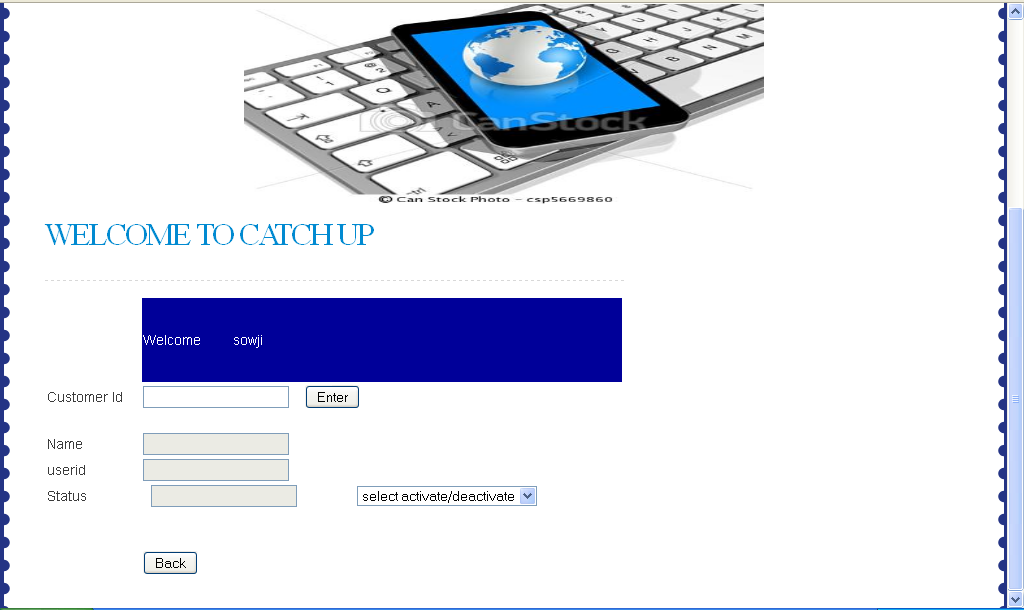 CanStock
© Can Stock Photo - csp5669860
WELCOME TO CATCH UP
Welcome sowji
Customer Id Enter
Name
userid
Status select activate/deactivate
Back